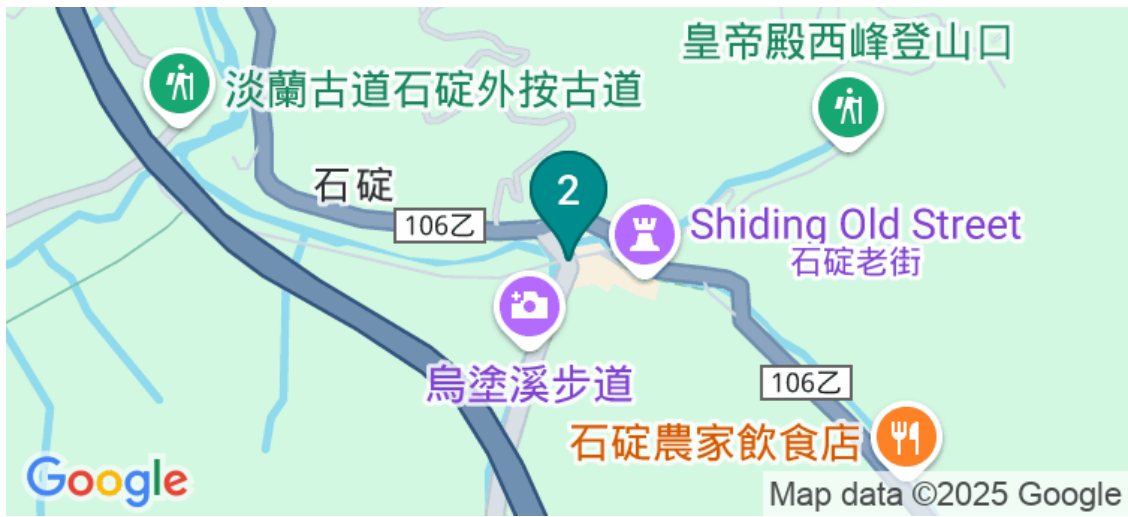 皇帝殿西峰登山口
淡蘭古道石碇外按古道
石碇
2
106乙
Shiding Old Street
石碇老街
烏塗溪步道
106乙
石碇農家飲食店
Google
Map data ©2025 Google